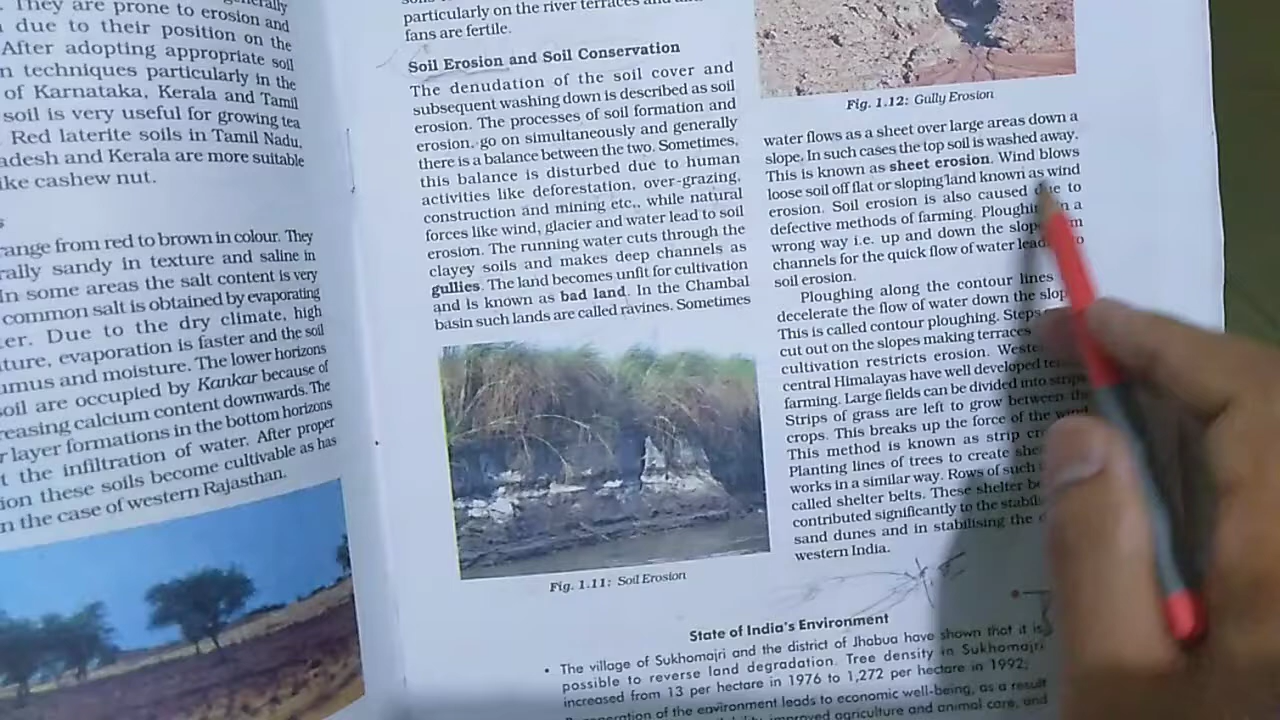 They are prone to erosion and
due to their position on the
After adopting appropriate soil
techniques particularly in the
of Karnataka, Kerala and Tamil
soil is very useful for growing tea
Red laterite soils in Tamil Nadu,
and Kerala are more suitable
like cashew nut.
range from red to brown in colour. They
sandy in texture and saline in
In some areas the salt content is very
common salt is obtained by evaporating
Due to the dry climate, high
evaporation is faster and the soil
and moisture. The lower horizons
soil are occupied by Kankar because of
calcium content downwards. The
layer formations in the bottom horizons
the infiltration of water. After proper
these soils become cultivable as has
in the case of western Rajasthan.
particularly on the river terraces and
fans are fertile.
Soil Erosion and Soil Conservation
The denudation of the soil cover and
subsequent washing down is described as soil
erosion. The processes of soil formation and
erosion, go on simultaneously and generally
there is a balance between the two. Sometimes,
this balance is disturbed due to human
activities like deforestation, over-grazing,
construction and mining etc., while natural
forces like wind, glacier and water lead to soil
erosion. The running water cuts through the
clayey soils and makes deep channels as
gullies. The land becomes unfit for cultivation
and is known as bad land. In the Chambal
basin such lands are called ravines. Sometimes
Fig. 1.11: Soil Erosion
Fig. 1.12: Gully Erosion
water flows as a sheet over large areas down a
slope. In such cases the top soil is washed away.
This is known as sheet erosion. Wind blows
loose soil off flat or sloping land known as wind
erosion. Soil erosion is also caused due to
defective methods of farming. Ploughing in a
wrong way i.e. up and down the slope
channels for the quick flow of water
soil erosion.
Ploughing along the contour lines
decelerate the flow of water down the
This is called contour ploughing. Steps
cut out on the slopes making terraces
cultivation restricts erosion.
central Himalayas have well developed
farming. Large fields can be divided into strips
Strips of grass are left to grow between the
crops. This breaks up the force of the wind
This method is known as strip
Planting lines of trees to create
works in a similar way. Rows of such
called shelter belts. These shelter
contributed significantly to the
sand dunes and in stabilising the
western India.
State of India's Environment
• The village of Sukhomajri and the district of Jhabua have shown that it is
possible to reverse land degradation. Tree density in Sukhomajri
increased from 13 per hectare in 1976 to 1,272 per hectare in 1992;
of the environment leads to economic well-being, as a result
improved agriculture and animal care, and